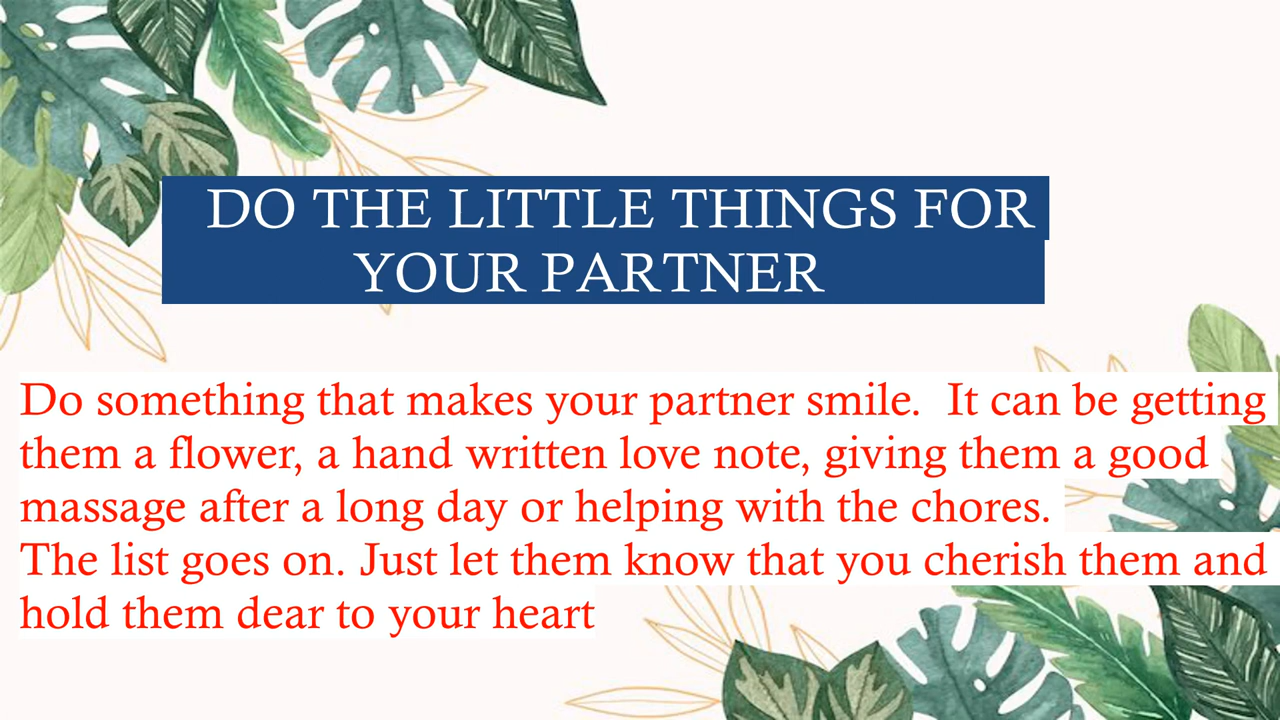 DO THE LITTLE THINGS FOR
YOUR PARTNER
Do something that makes your partner smile.  It can be getting
them a flower, a hand written love note, giving them a good
massage after a long day or helping with the chores.
The list goes on. Just let them know that you cherish them and
hold them dear to your heart